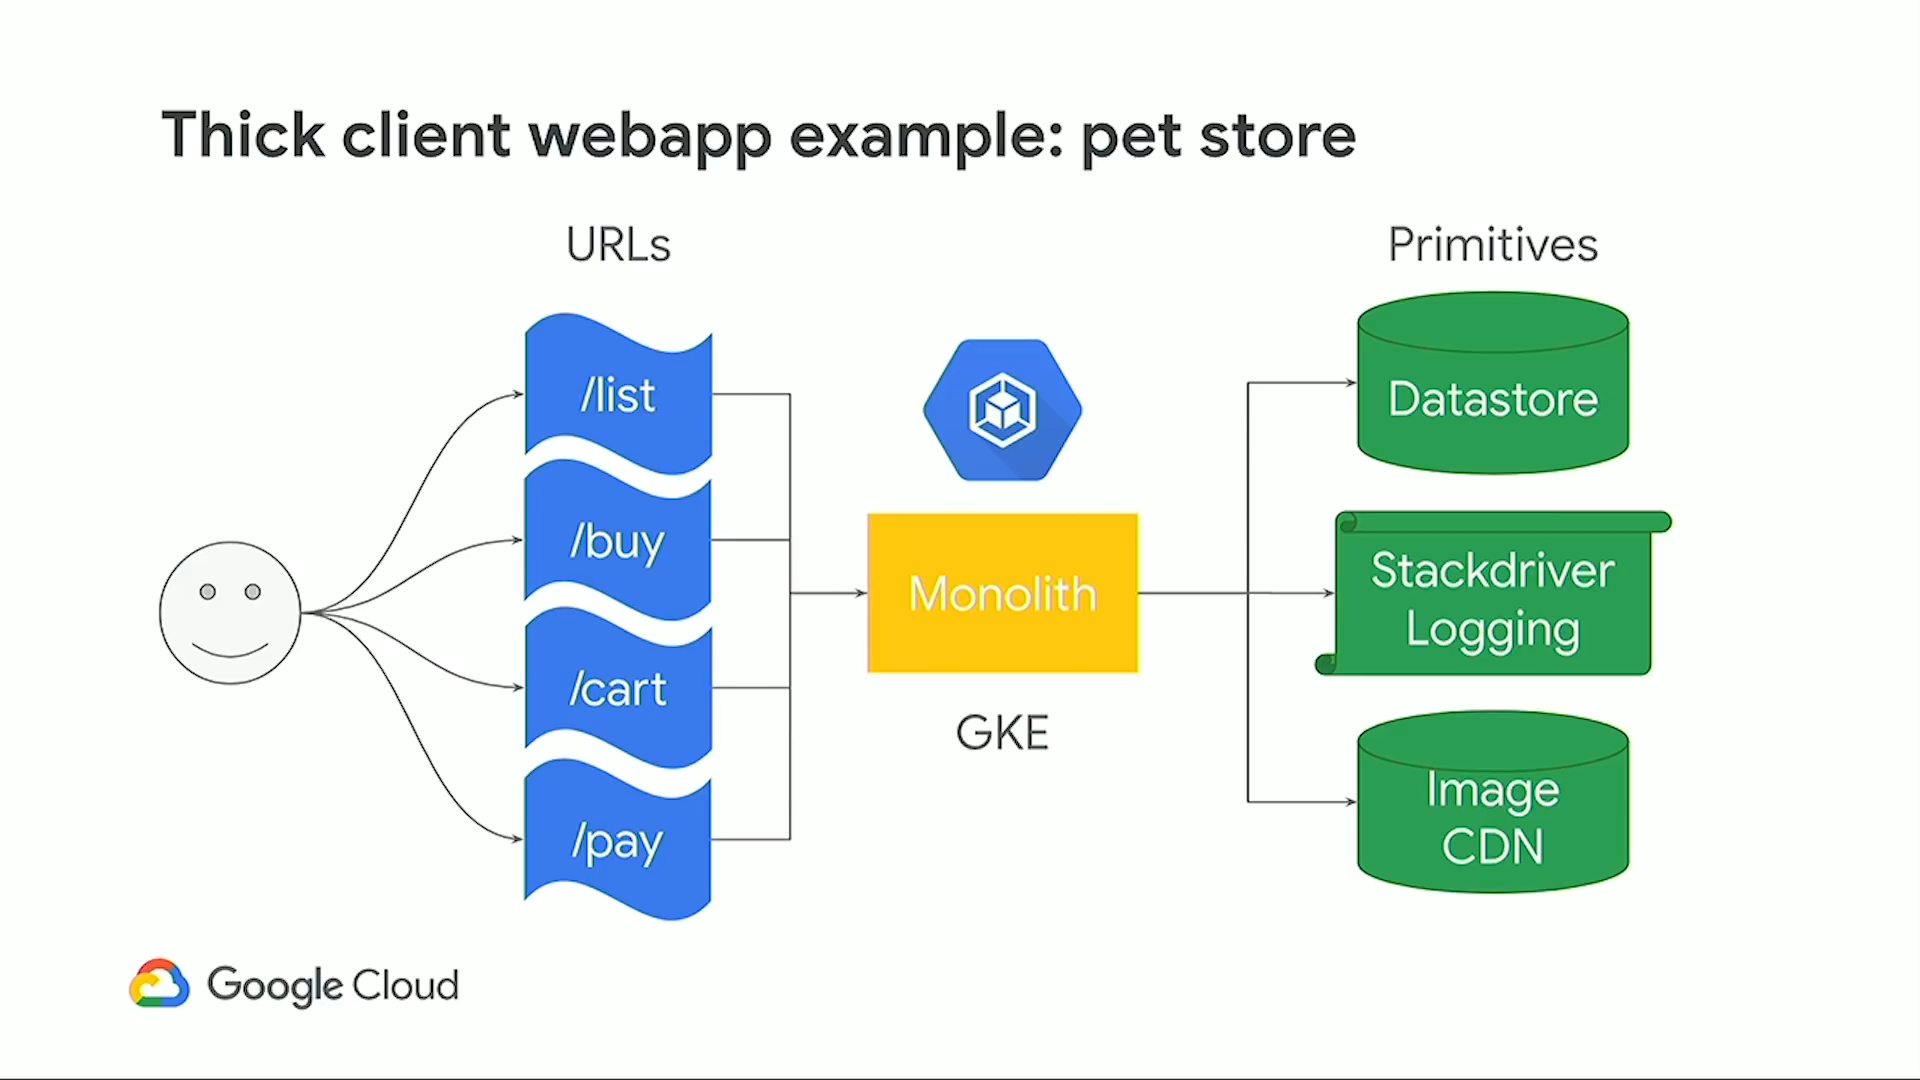 Thick client webapp example: pet store
URLs
Primitives
/list
/buy
/cart
/pay
Monolith
GKE
Datastore
Stackdriver
Logging
Image
CDN
Google Cloud